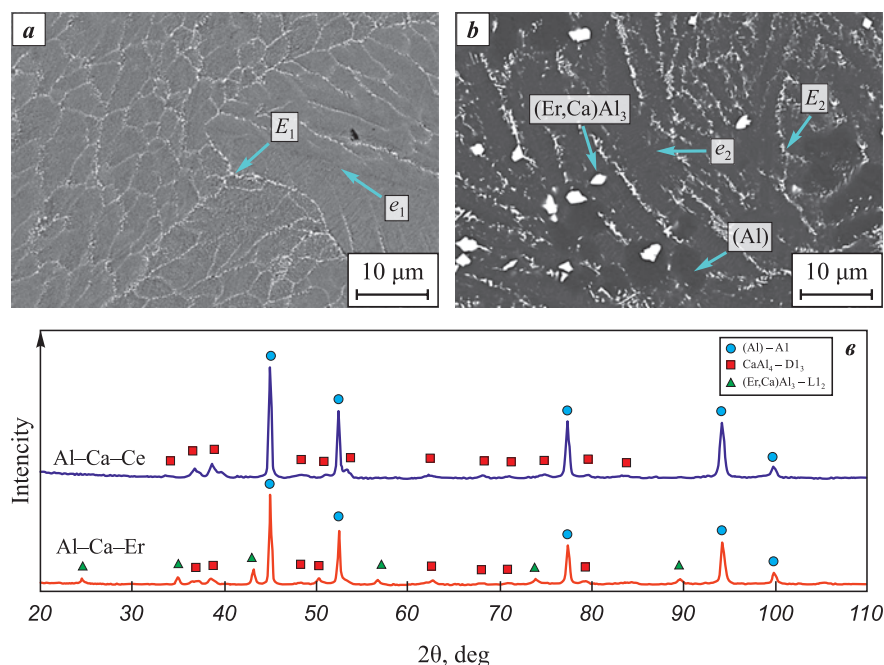 a
E₁
e₁
10 μm
b
(Er,Ca)Al₃
E₂
e₂
(Al)
10 μm
в
(Al) – A1
CaAl₄ – D1₃
(Er,Ca)Al₃ – L1₂
Intencity
Al–Ca–Ce
Al–Ca–Er
20 30 40 50 60 70 80 90 100 110
2θ, deg